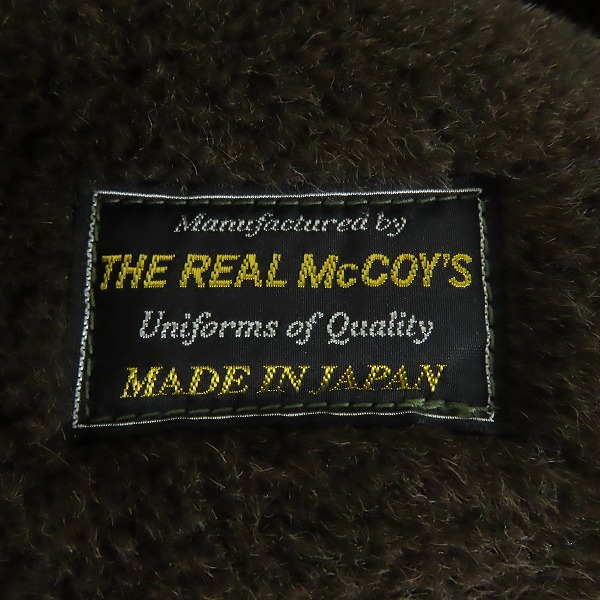 Manufactured by
THE REAL McCOY'S
Uniforms of Quality
MADE IN JAPAN